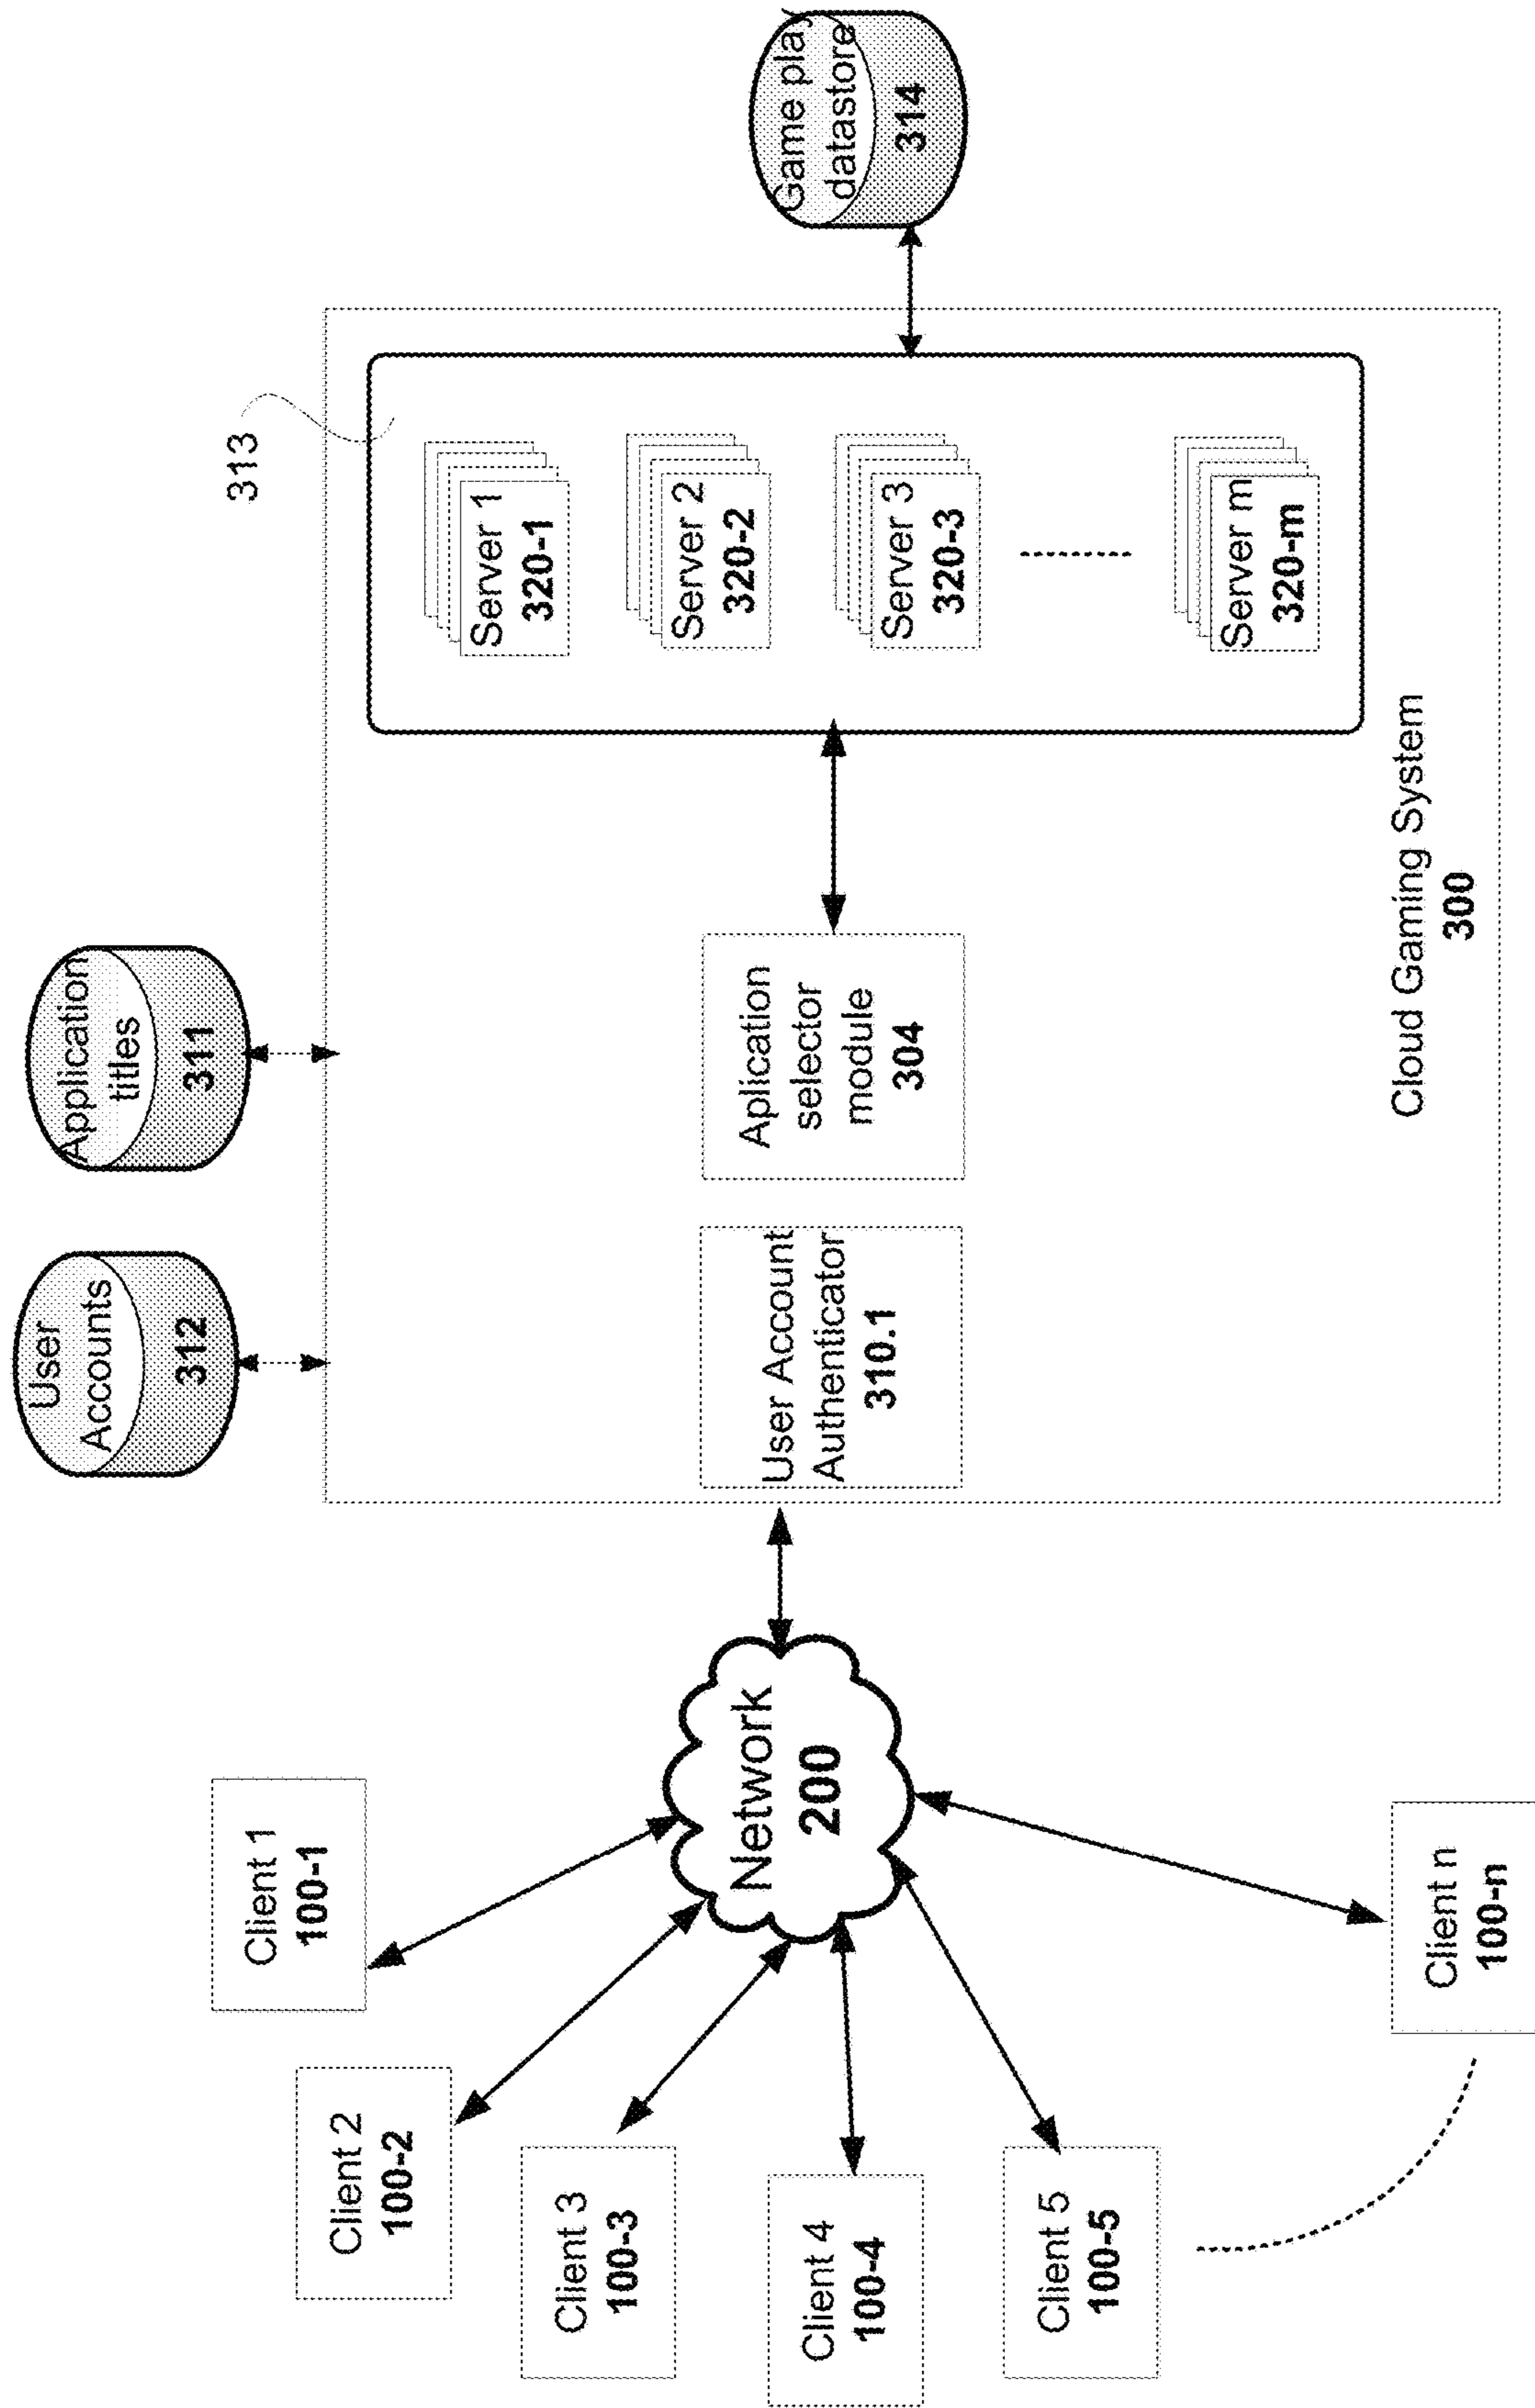 Client 1
100-1
Client 2
100-2
Client 3
100-3
Client 4
100-4
Client 5
100-5
Client n
100-n
Network
200
User
Accounts
312
Application
titles
311
User Account
Authenticator
310.1
Aplication
selector
module
304
313
Server 1
320-1
Server 2
320-2
Server 3
320-3
Server m
320-m
Cloud Gaming System
300
Game play
datastore
314